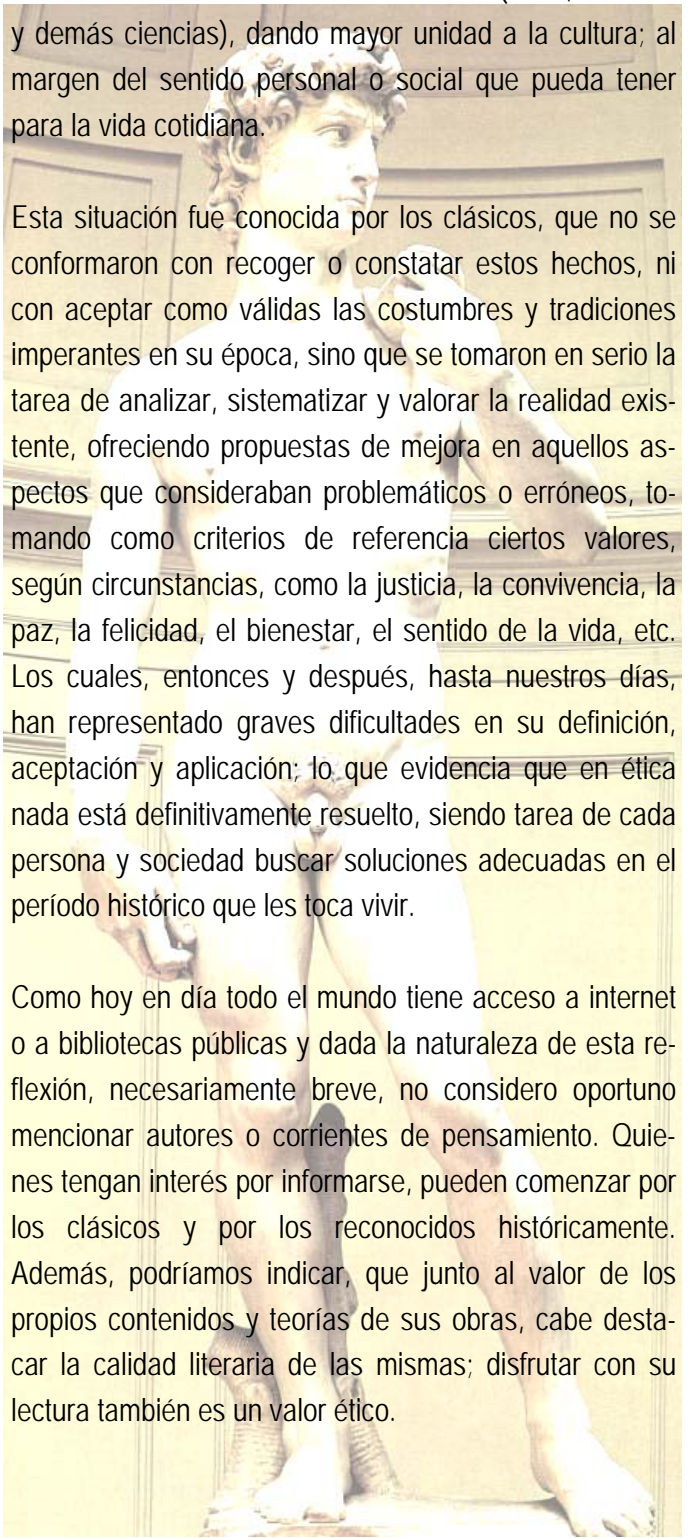 y demás ciencias), dando mayor unidad a la cultura; al
margen del sentido personal o social que pueda tener
para la vida cotidiana.
Esta situación fue conocida por los clásicos, que no se
conformaron con recoger o constatar estos hechos, ni
con aceptar como válidas las costumbres y tradiciones
imperantes en su época, sino que se tomaron en serio la
tarea de analizar, sistematizar y valorar la realidad exis-
tente, ofreciendo propuestas de mejora en aquellos as-
pectos que consideraban problemáticos o erróneos, to-
mando como criterios de referencia ciertos valores,
según circunstancias, como la justicia, la convivencia, la
paz, la felicidad, el bienestar, el sentido de la vida, etc.
Los cuales, entonces y después, hasta nuestros días,
han representado graves dificultades en su definición,
aceptación y aplicación; lo que evidencia que en ética
nada está definitivamente resuelto, siendo tarea de cada
persona y sociedad buscar soluciones adecuadas en el
período histórico que les toca vivir.
Como hoy en día todo el mundo tiene acceso a internet
o a bibliotecas públicas y dada la naturaleza de esta re-
flexión, necesariamente breve, no considero oportuno
mencionar autores o corrientes de pensamiento. Quie-
nes tengan interés por informarse, pueden comenzar por
los clásicos y por los reconocidos históricamente.
Además, podríamos indicar, que junto al valor de los
propios contenidos y teorías de sus obras, cabe desta-
car la calidad literaria de las mismas; disfrutar con su
lectura también es un valor ético.